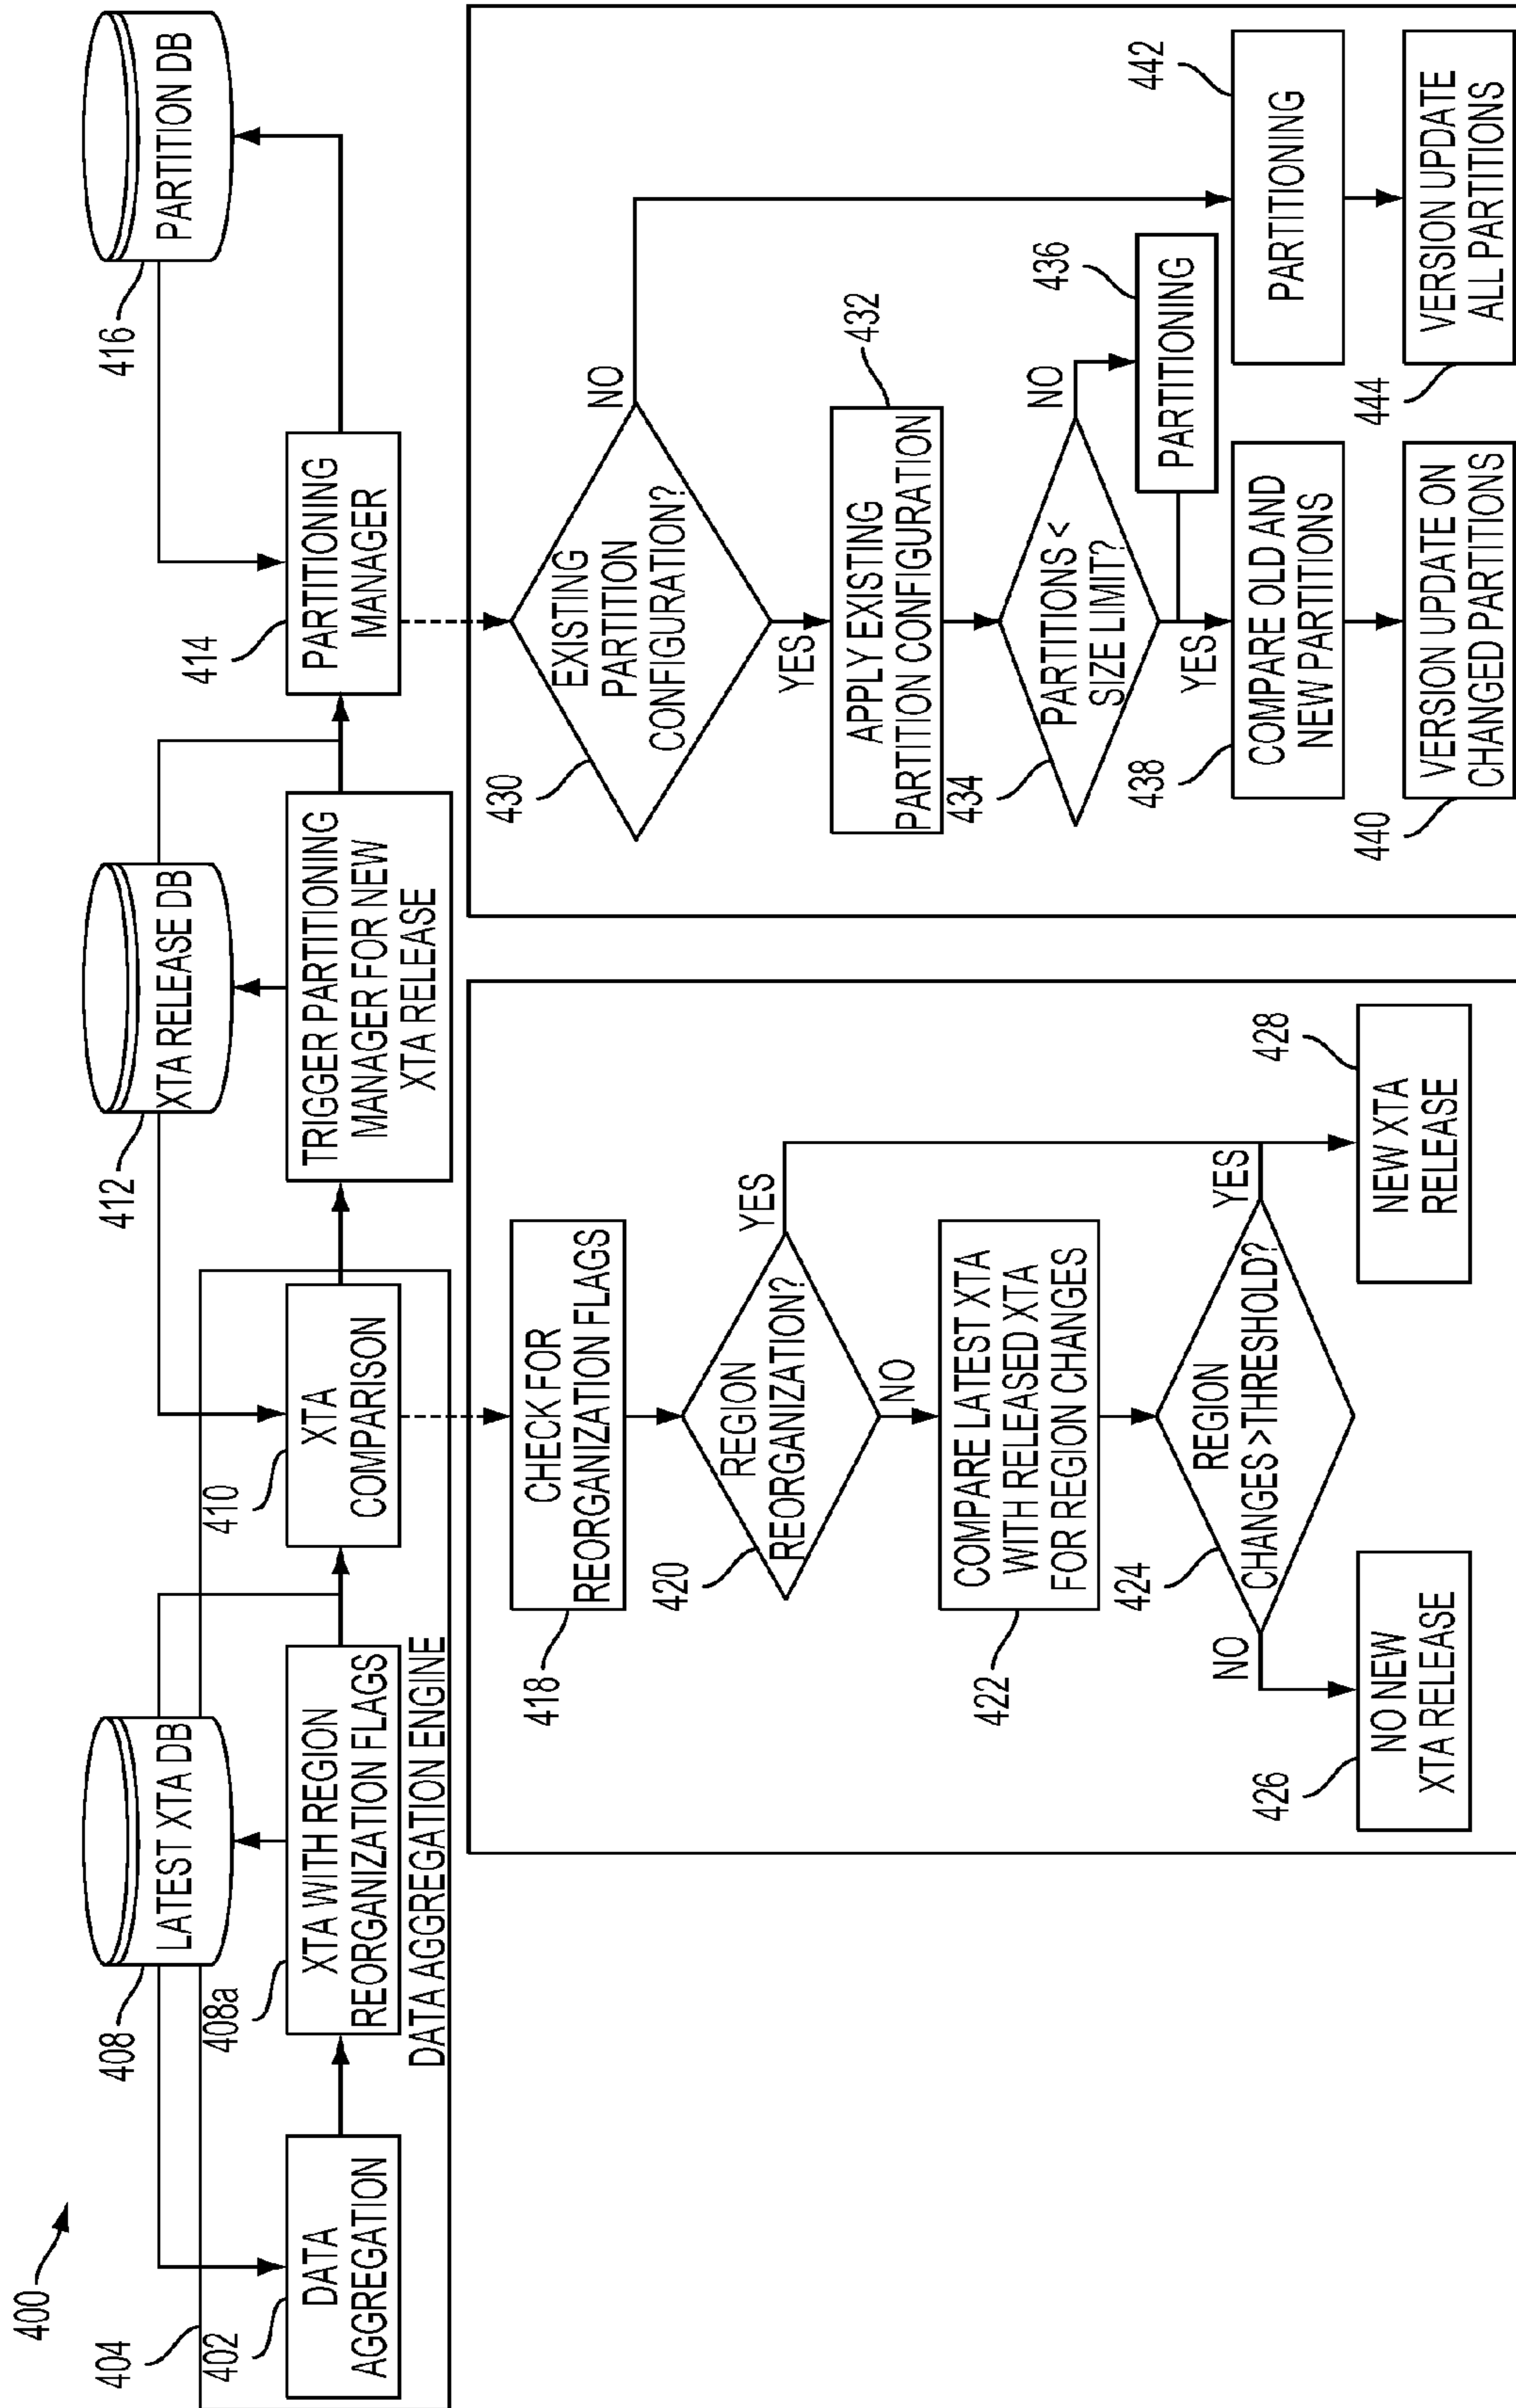 400
404
402
DATA
AGGREGATION
408
LATEST XTA DB
408a
XTA WITH REGION
REORGANIZATION FLAGS
DATA AGGREGATION ENGINE
410
XTA
COMPARISON
412
XTA RELEASE DB
TRIGGER PARTITIONING
MANAGER FOR NEW
XTA RELEASE
414
PARTITIONING
MANAGER
416
PARTITION DB
418
CHECK FOR
REORGANIZATION FLAGS
420
REGION
REORGANIZATION?
YES
NO
422
COMPARE LATEST XTA
WITH RELEASED XTA
FOR REGION CHANGES
424
REGION
CHANGES > THRESHOLD?
NO
YES
426
NO NEW
XTA RELEASE
428
NEW XTA
RELEASE
430
EXISTING
PARTITION
CONFIGURATION?
NO
YES
432
APPLY EXISTING
PARTITION CONFIGURATION
434
PARTITIONS <
SIZE LIMIT?
NO
YES
436
PARTITIONING
438
COMPARE OLD AND
NEW PARTITIONS
440
VERSION UPDATE ON
CHANGED PARTITIONS
442
PARTITIONING
444
VERSION UPDATE
ALL PARTITIONS